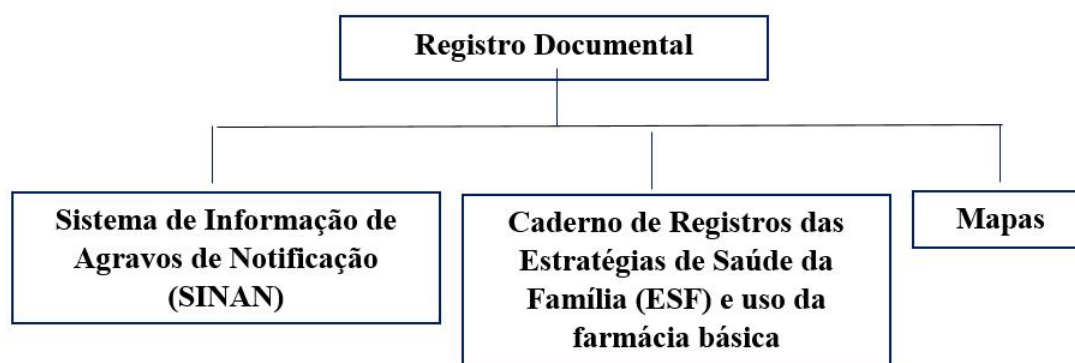 Registro Documental
Sistema de Informação de
Agravos de Notificação
(SINAN)
Caderno de Registros das
Estratégias de Saúde da
Família (ESF) e uso da
farmácia básica
Mapas